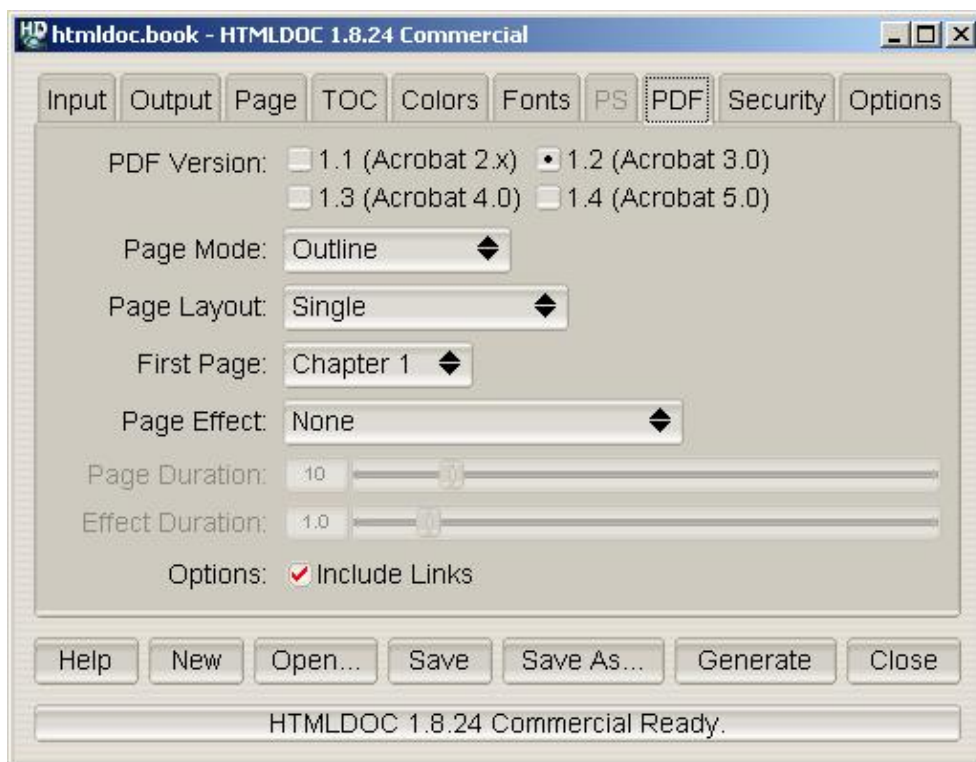 HD htmldoc.book - HTMLDOC 1.8.24 Commercial
Input Output Page TOC Colors Fonts PS PDF Security Options
PDF Version: 1.1 (Acrobat 2.x) 1.2 (Acrobat 3.0)
1.3 (Acrobat 4.0) 1.4 (Acrobat 5.0)
Page Mode: Outline
Page Layout: Single
First Page: Chapter 1
Page Effect: None
Page Duration: 10
Effect Duration: 1.0
Options: Include Links
Help New Open... Save Save As... Generate Close
HTMLDOC 1.8.24 Commercial Ready.